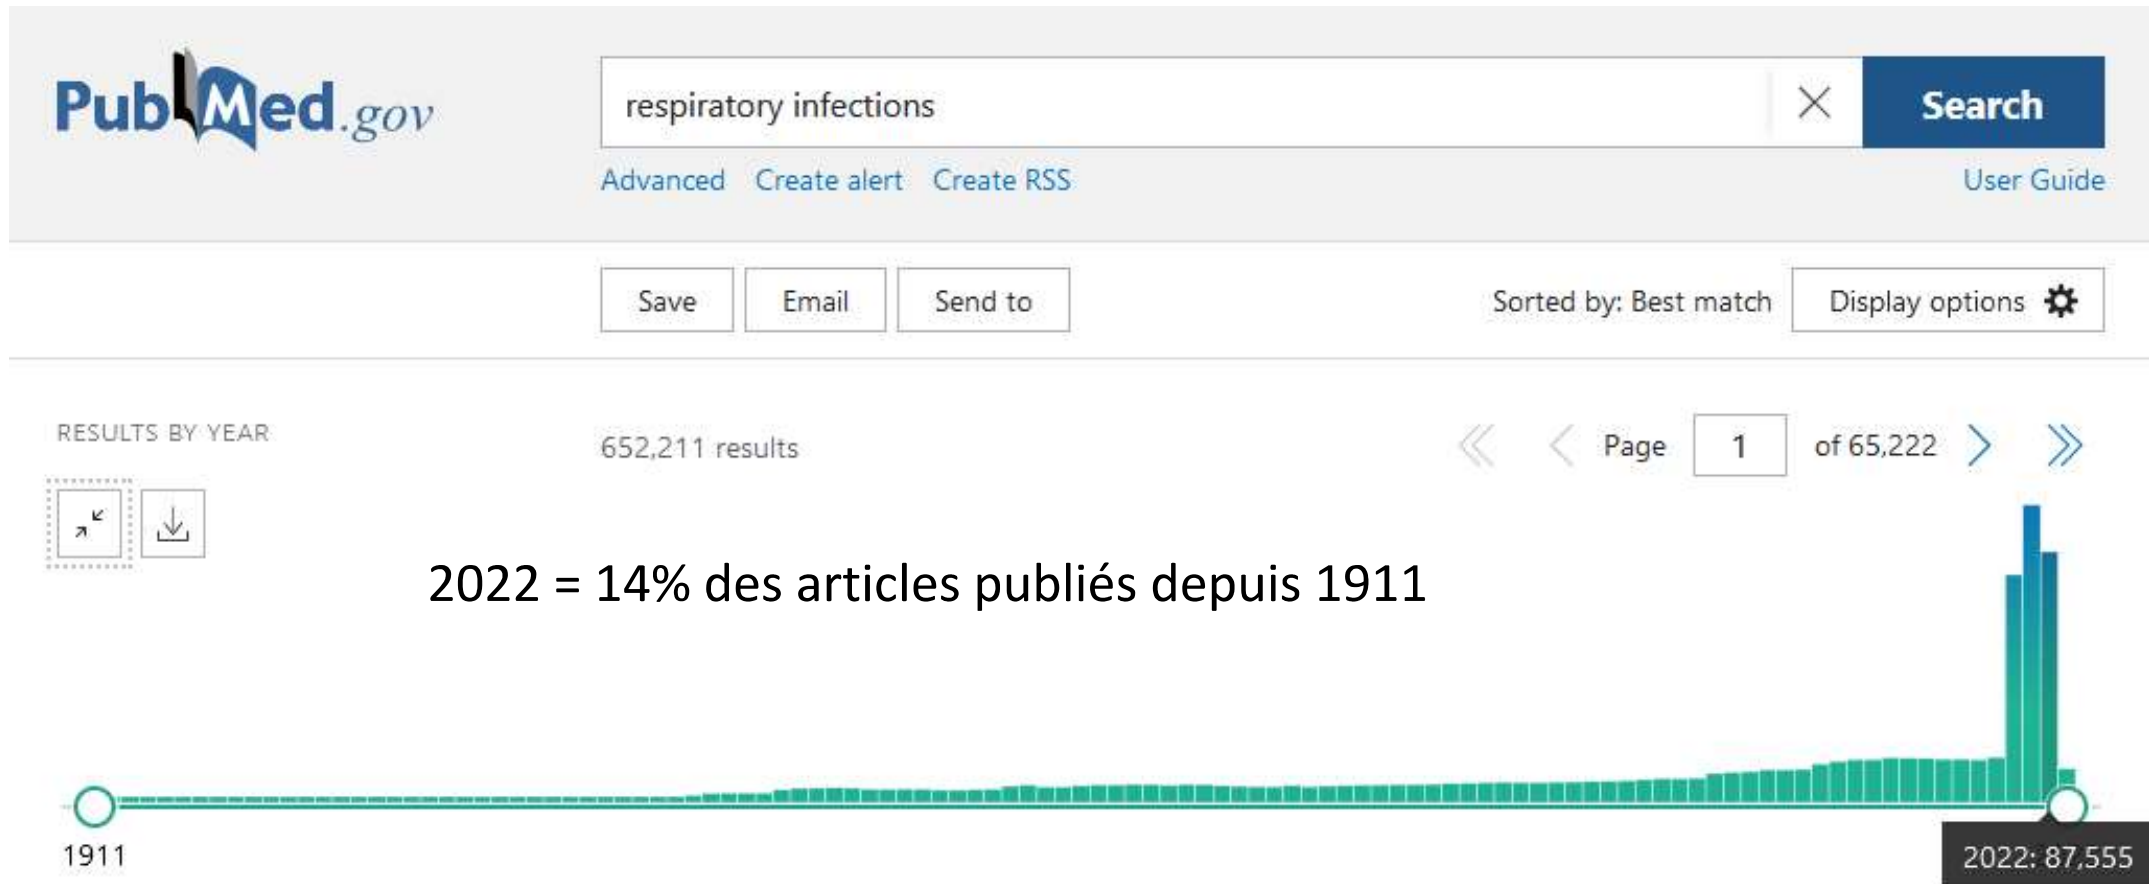 PubMed.gov
respiratory infections
Search
Advanced Create alert Create RSS
User Guide
Save Email Send to
Sorted by: Best match Display options
RESULTS BY YEAR
652,211 results
Page 1 of 65,222
2022 = 14% des articles publiés depuis 1911
1911
2022: 87,555